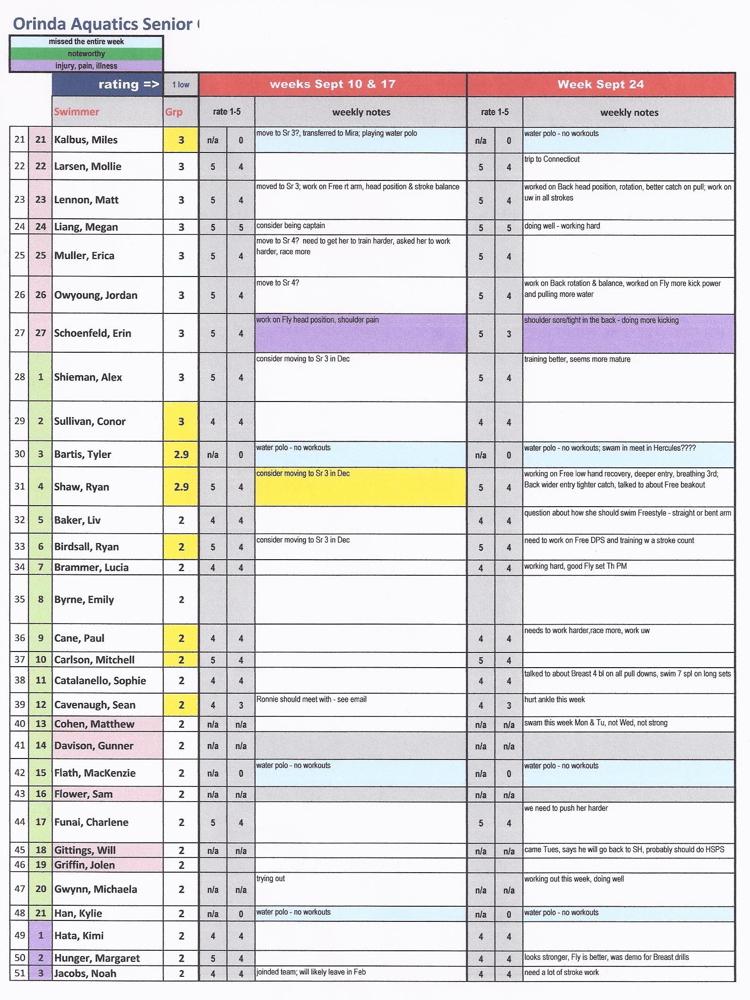 Orinda Aquatics Senior
missed the entire week
noteworthy
injury, pain, illness
rating => 1 low weeks Sept 10 & 17 Week Sept 24
Swimmer Grp rate 1-5 weekly notes rate 1-5 weekly notes
21 21 Kalbus, Miles 3 n/a 0 move to Sr 3?, transferred to Mira; playing water polo n/a 0 water polo - no workouts
22 22 Larsen, Mollie 3 5 4 5 4 trip to Connecticut
23 23 Lennon, Matt 3 5 4 moved to Sr 3; work on Free rt arm, head position & stroke balance 5 4 worked on Back head position, rotation, better catch on pull; work on
uw in all strokes
24 24 Liang, Megan 3 5 5 consider being captain 5 5 doing well - working hard
25 25 Muller, Erica 3 5 4 move to Sr 4? need to get her to train harder, asked her to work
harder, race more 5 4
26 26 Owyoung, Jordan 3 5 4 move to Sr 4? 5 4 work on Back rotation & balance, worked on Fly more kick power
and pulling more water
27 27 Schoenfeld, Erin 3 5 4 work on Fly head position, shoulder pain 5 3 shoulder sore/tight in the back - doing more kicking
28 1 Shieman, Alex 3 5 4 consider moving to Sr 3 in Dec 5 4 training better, seems more mature
29 2 Sullivan, Conor 3 4 4 4 4
30 3 Bartis, Tyler 2.9 n/a 0 water polo - no workouts n/a 0 water polo - no workouts; swam in meet in Hercules????
31 4 Shaw, Ryan 2.9 5 4 consider moving to Sr 3 in Dec 5 4 working on Free low hand recovery, deeper entry, breathing 3rd;
Back wider entry tighter catch, talked to about Free beakout
32 5 Baker, Liv 2 4 4 4 4 question about how she should swim Freestyle - straight or bent arm
33 6 Birdsall, Ryan 2 5 4 consider moving to Sr 3 in Dec 5 4 need to work on Free DPS and training w a stroke count
34 7 Brammer, Lucia 2 4 4 4 4 working hard, good Fly set Th PM
35 8 Byrne, Emily 2
36 9 Cane, Paul 2 4 4 4 4 needs to work harder,race more, work uw
37 10 Carlson, Mitchell 2 5 4 5 4
38 11 Catalanello, Sophie 2 4 4 4 4 talked to about Breast 4 bl on all pull downs, swim 7 spl on long sets
39 12 Cavenaugh, Sean 2 4 3 Ronnie should meet with - see email 4 3 hurt ankle this week
40 13 Cohen, Matthew 2 n/a n/a n/a n/a swam this week Mon & Tu, not Wed, not strong
41 14 Davison, Gunner 2 n/a n/a n/a n/a
42 15 Flath, MacKenzie 2 n/a 0 water polo - no workouts n/a 0 water polo - no workouts
43 16 Flower, Sam 2 n/a n/a n/a n/a
44 17 Funai, Charlene 2 5 4 5 4 we need to push her harder
45 18 Gittings, Will 2 n/a n/a n/a n/a came Tues, says he will go back to SH, probably should do HSPS
46 19 Griffin, Jolen 2
47 20 Gwynn, Michaela 2 n/a n/a trying out n/a n/a working out this week, doing well
48 21 Han, Kylie 2 n/a 0 water polo - no workouts n/a 0 water polo - no workouts
49 1 Hata, Kimi 2 4 4 4 4
50 2 Hunger, Margaret 2 5 4 4 4 looks stronger, Fly is better, was demo for Breast drills
51 3 Jacobs, Noah 2 4 4 joinded team; will likely leave in Feb 4 4 need a lot of stroke work